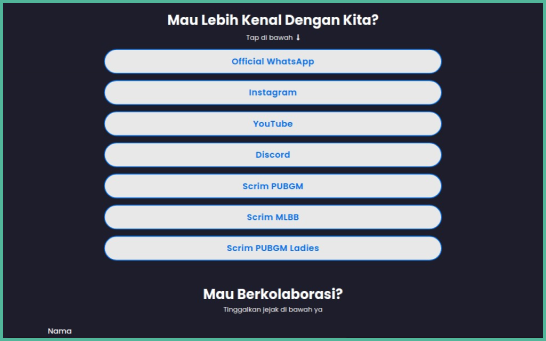 Mau Lebih Kenal Dengan Kita?
Tap di bawah ⬇
Official WhatsApp
Instagram
YouTube
Discord
Scrim PUBGM
Scrim MLBB
Scrim PUBGM Ladies
Mau Berkolaborasi?
Tinggalkan jejak di bawah ya
Nama